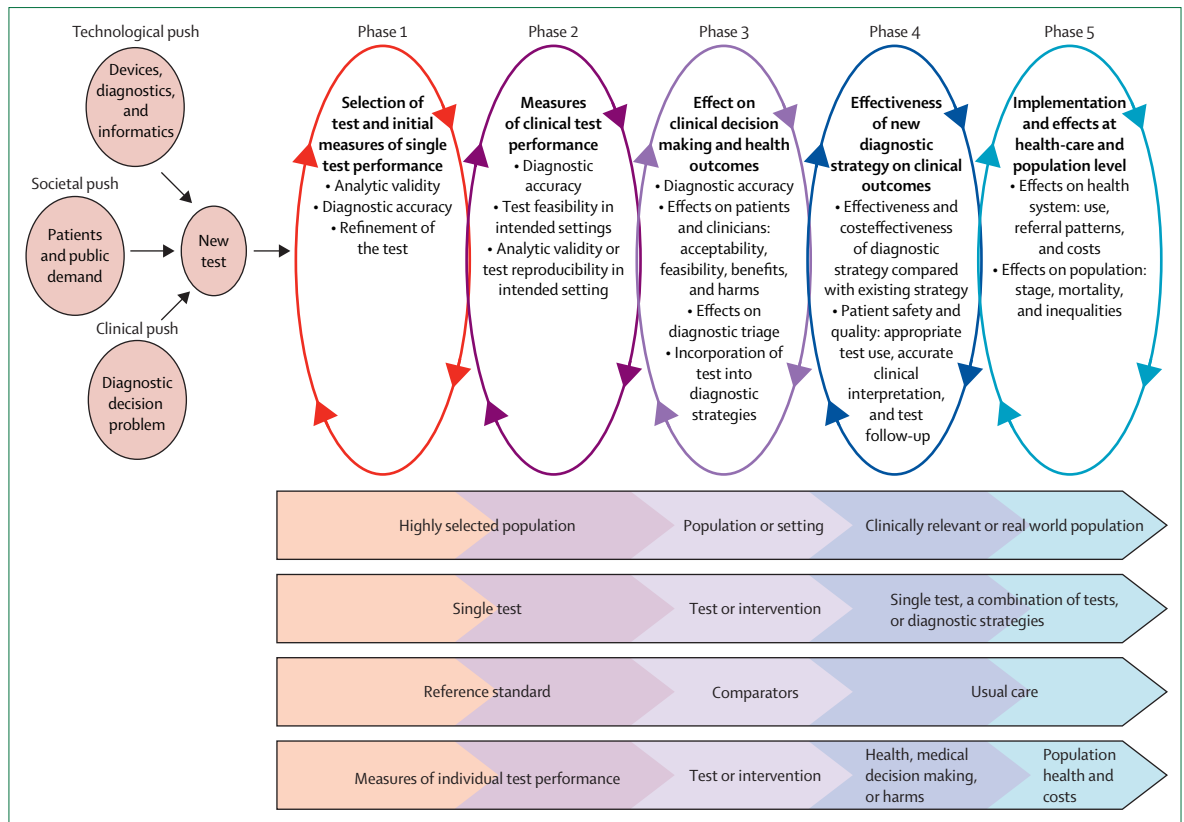 Technological push
Devices,
diagnostics,
and
informatics
Societal push
Patients
and public
demand
New
test
Clinical push
Diagnostic
decision
problem
Phase 1
Selection of
test and initial
measures of single
test performance
• Analytic validity
• Diagnostic accuracy
• Refinement of
the test
Phase 2
Measures
of clinical test
performance
• Diagnostic
accuracy
• Test feasibility in
intended settings
• Analytic validity or
test reproducibility in
intended setting
Phase 3
Effect on
clinical decision
making and health
outcomes
• Diagnostic accuracy
• Effects on patients
and clinicians:
acceptability,
feasibility, benefits,
and harms
• Effects on
diagnostic triage
• Incorporation of
test into
diagnostic
strategies
Phase 4
Effectiveness
of new
diagnostic
strategy on clinical
outcomes
• Effectiveness and
costeffectiveness
of diagnostic
strategy compared
with existing strategy
• Patient safety and
quality: appropriate
test use, accurate
clinical
interpretation,
and test
follow-up
Phase 5
Implementation
and effects at
health-care and
population level
• Effects on health
system: use,
referral patterns,
and costs
• Effects on population:
stage, mortality,
and inequalities
Highly selected population
Population or setting
Clinically relevant or real world population
Single test
Test or intervention
Single test, a combination of tests,
or diagnostic strategies
Reference standard
Comparators
Usual care
Measures of individual test performance
Test or intervention
Health, medical
decision making,
or harms
Population
health and
costs